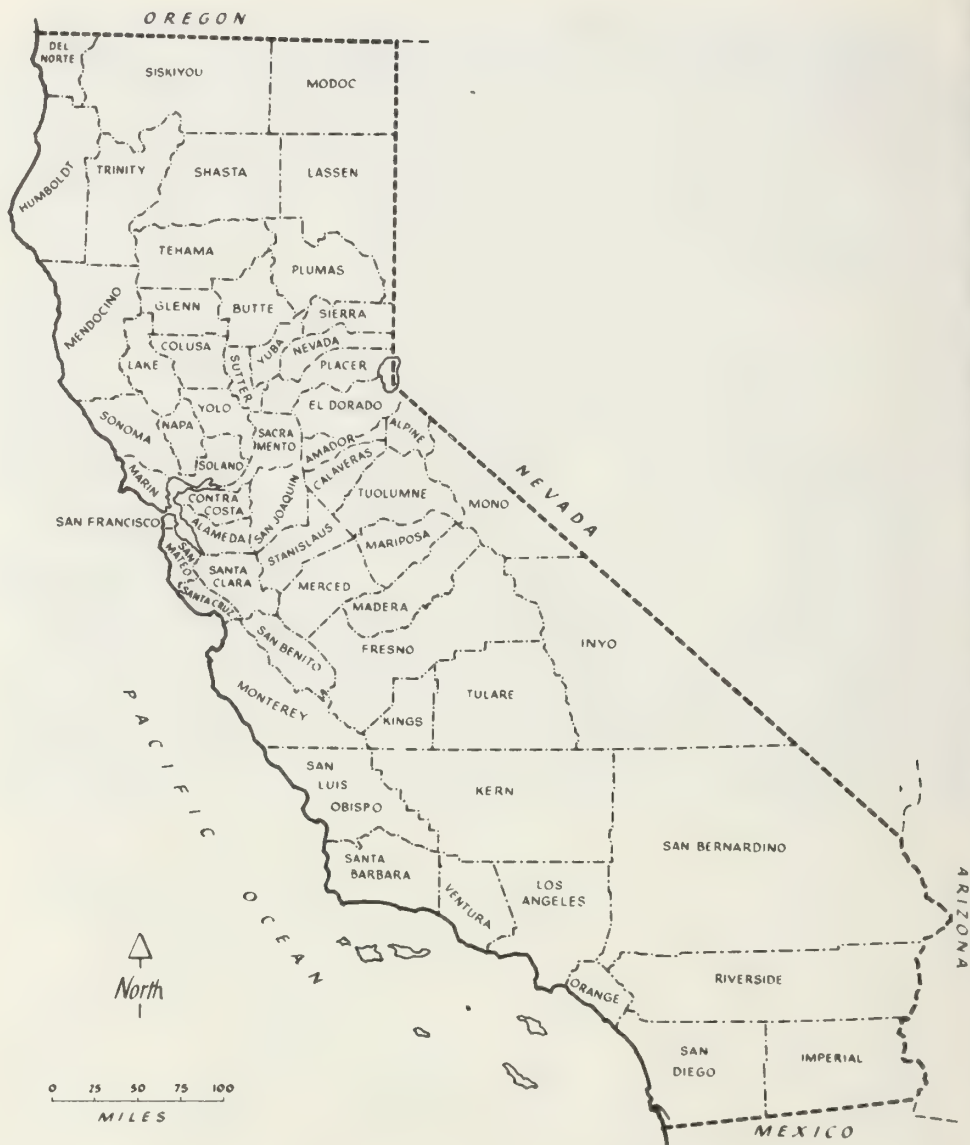 OREGON
DEL
NORTE
SISKIYOU
MODOC
HUMBOLDT
TRINITY
SHASTA
LASSEN
TEHAMA
PLUMAS
MENDOCINO
GLENN
BUTTE
SIERRA
COLUSA
LAKE
SUTTER
YUBA
NEVADA
PLACER
SONOMA
NAPA
YOLO
EL DORADO
SACRA
MENTO
AMADOR
ALPINE
CALAVERAS
SOLANO
MARIN
CONTRA
COSTA
SAN JOAQUIN
TUOLUMNE
MONO
NEVADA
SAN FRANCISCO
ALAMEDA
STANISLAUS
MARIPOSA
SAN
MATEO
SANTA
CLARA
MERCED
SANTA CRUZ
MADERA
SAN BENITO
FRESNO
INYO
MONTEREY
KINGS
TULARE
PACIFIC OCEAN
SAN
LUIS
OBISPO
KERN
SAN BERNARDINO
SANTA
BARBARA
VENTURA
LOS
ANGELES
ARIZONA
North
ORANGE
RIVERSIDE
SAN
DIEGO
IMPERIAL
0 25 50 75 100
MILES
MEXICO